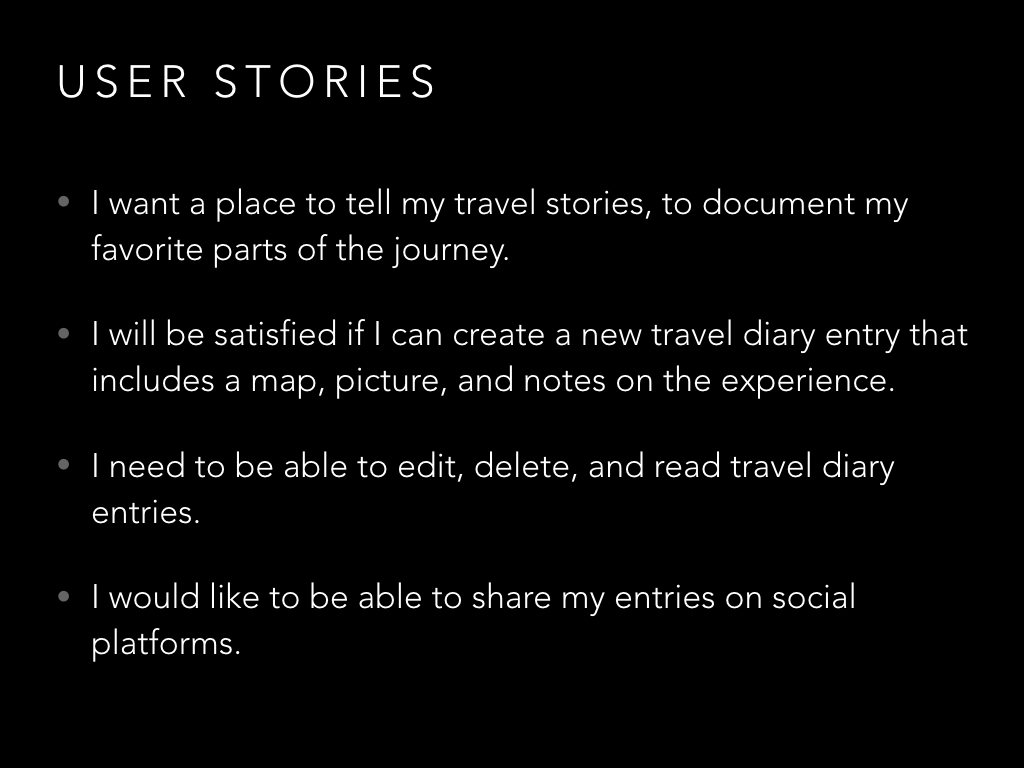 USER STORIES
• I want a place to tell my travel stories, to document my
favorite parts of the journey.
• I will be satisfied if I can create a new travel diary entry that
includes a map, picture, and notes on the experience.
• I need to be able to edit, delete, and read travel diary
entries.
• I would like to be able to share my entries on social
platforms.